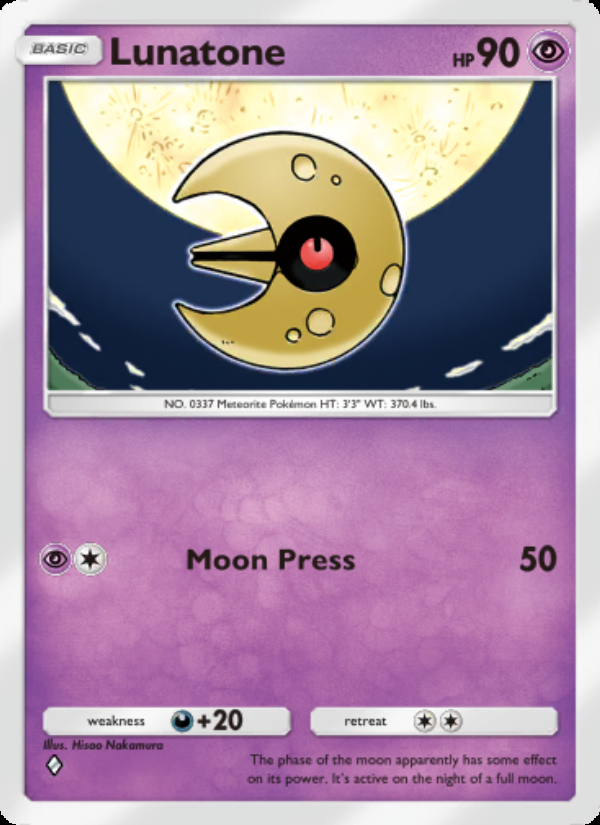 BASIC Lunatone HP 90
NO. 0337 Meteorite Pokémon HT: 3'3" WT: 370.4 lbs.
Moon Press 50
weakness +20 retreat
Illus. Hisao Nakamura
The phase of the moon apparently has some effect
on its power. It's active on the night of a full moon.